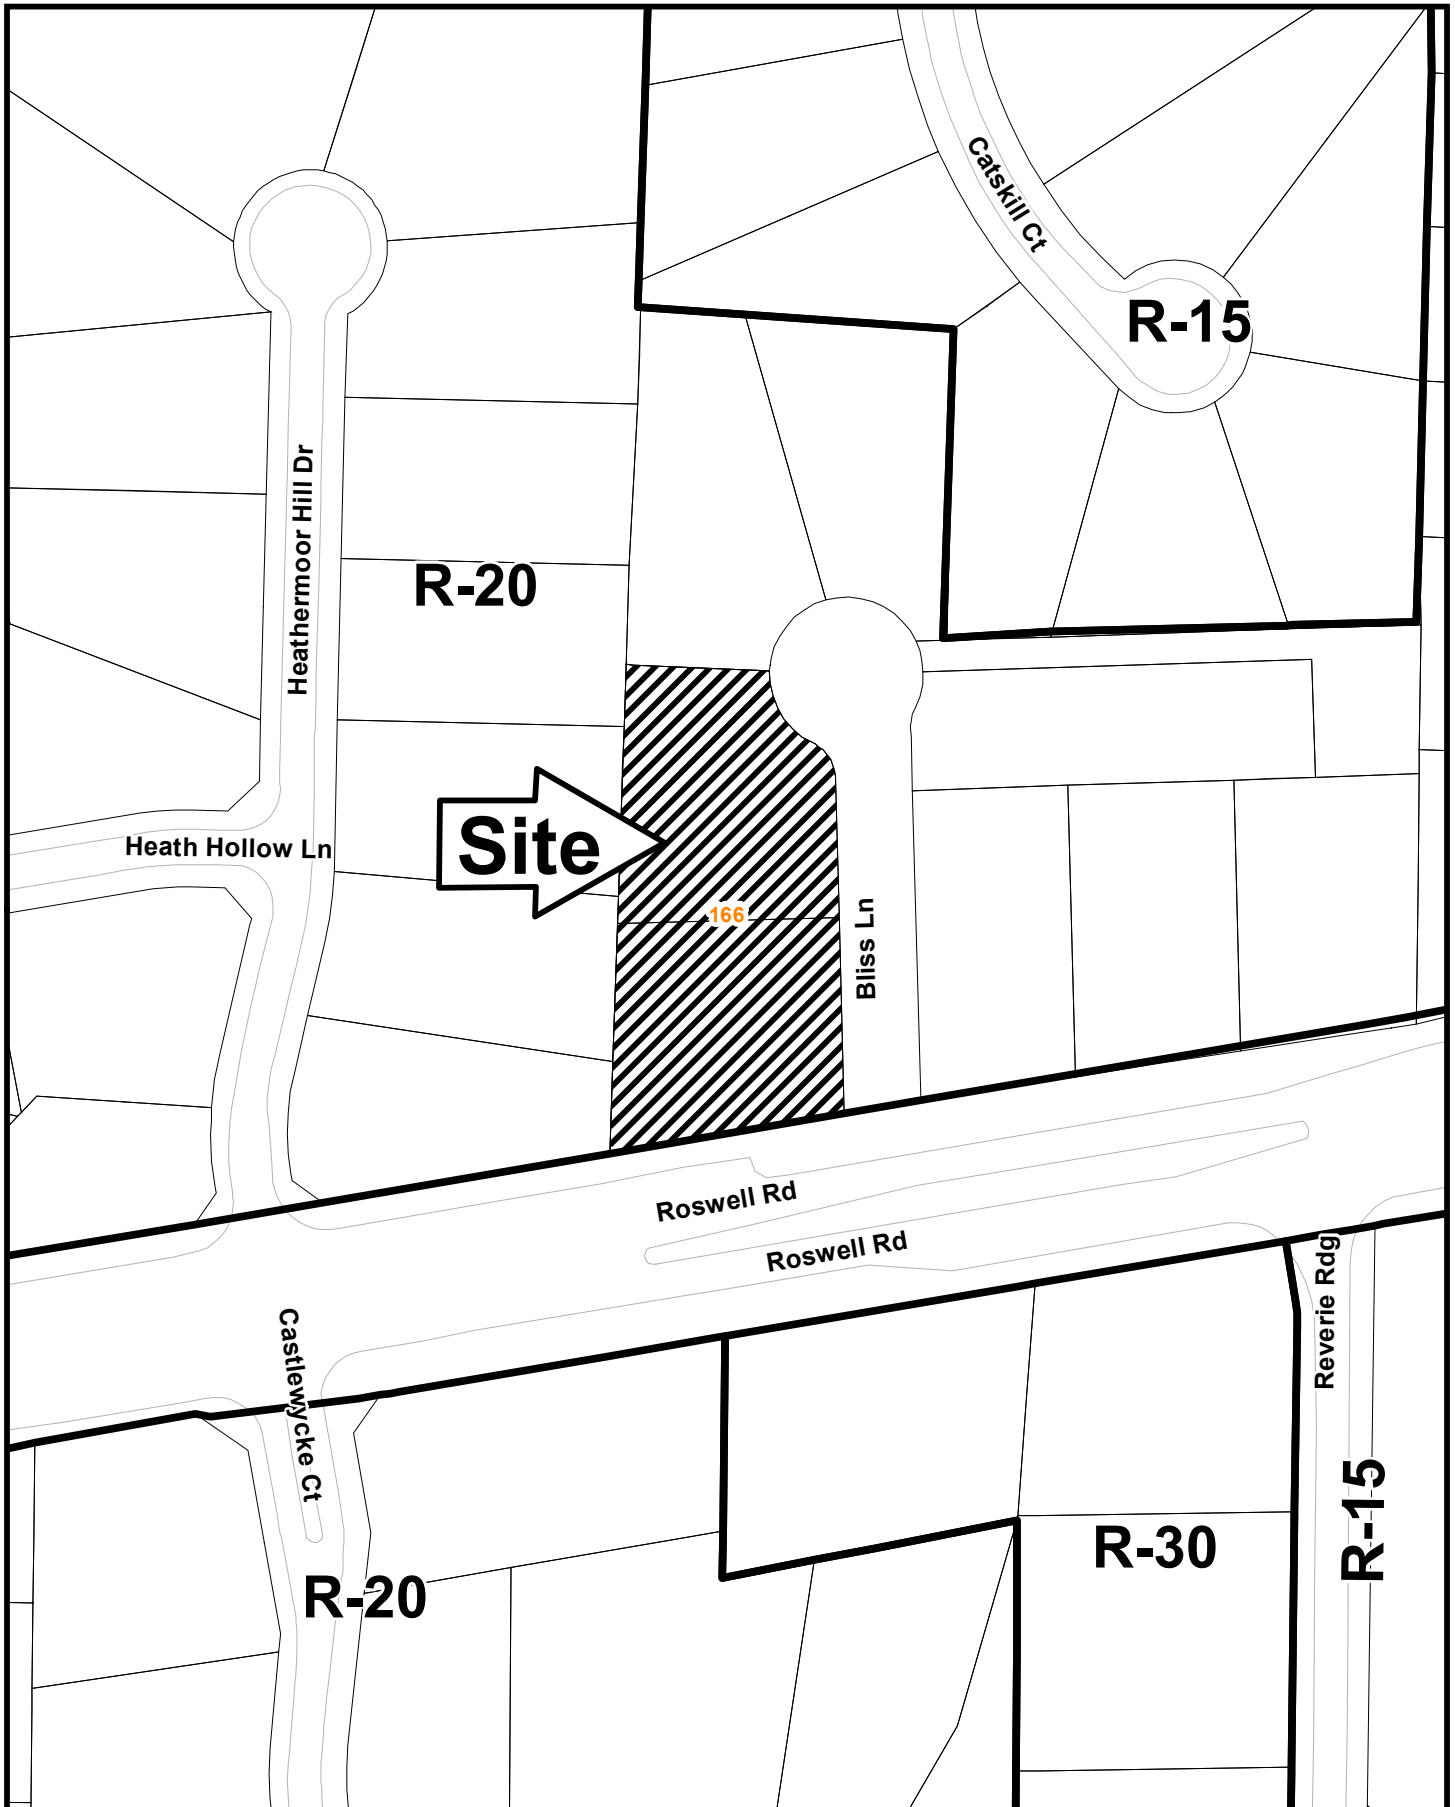 Catskill Ct
R-15
Heathermoor Hill Dr
R-20
Site
Heath Hollow Ln
166
Bliss Ln
Roswell Rd
Roswell Rd
Reverie Rdg
Castlewycke Ct
R-15
R-30
R-20